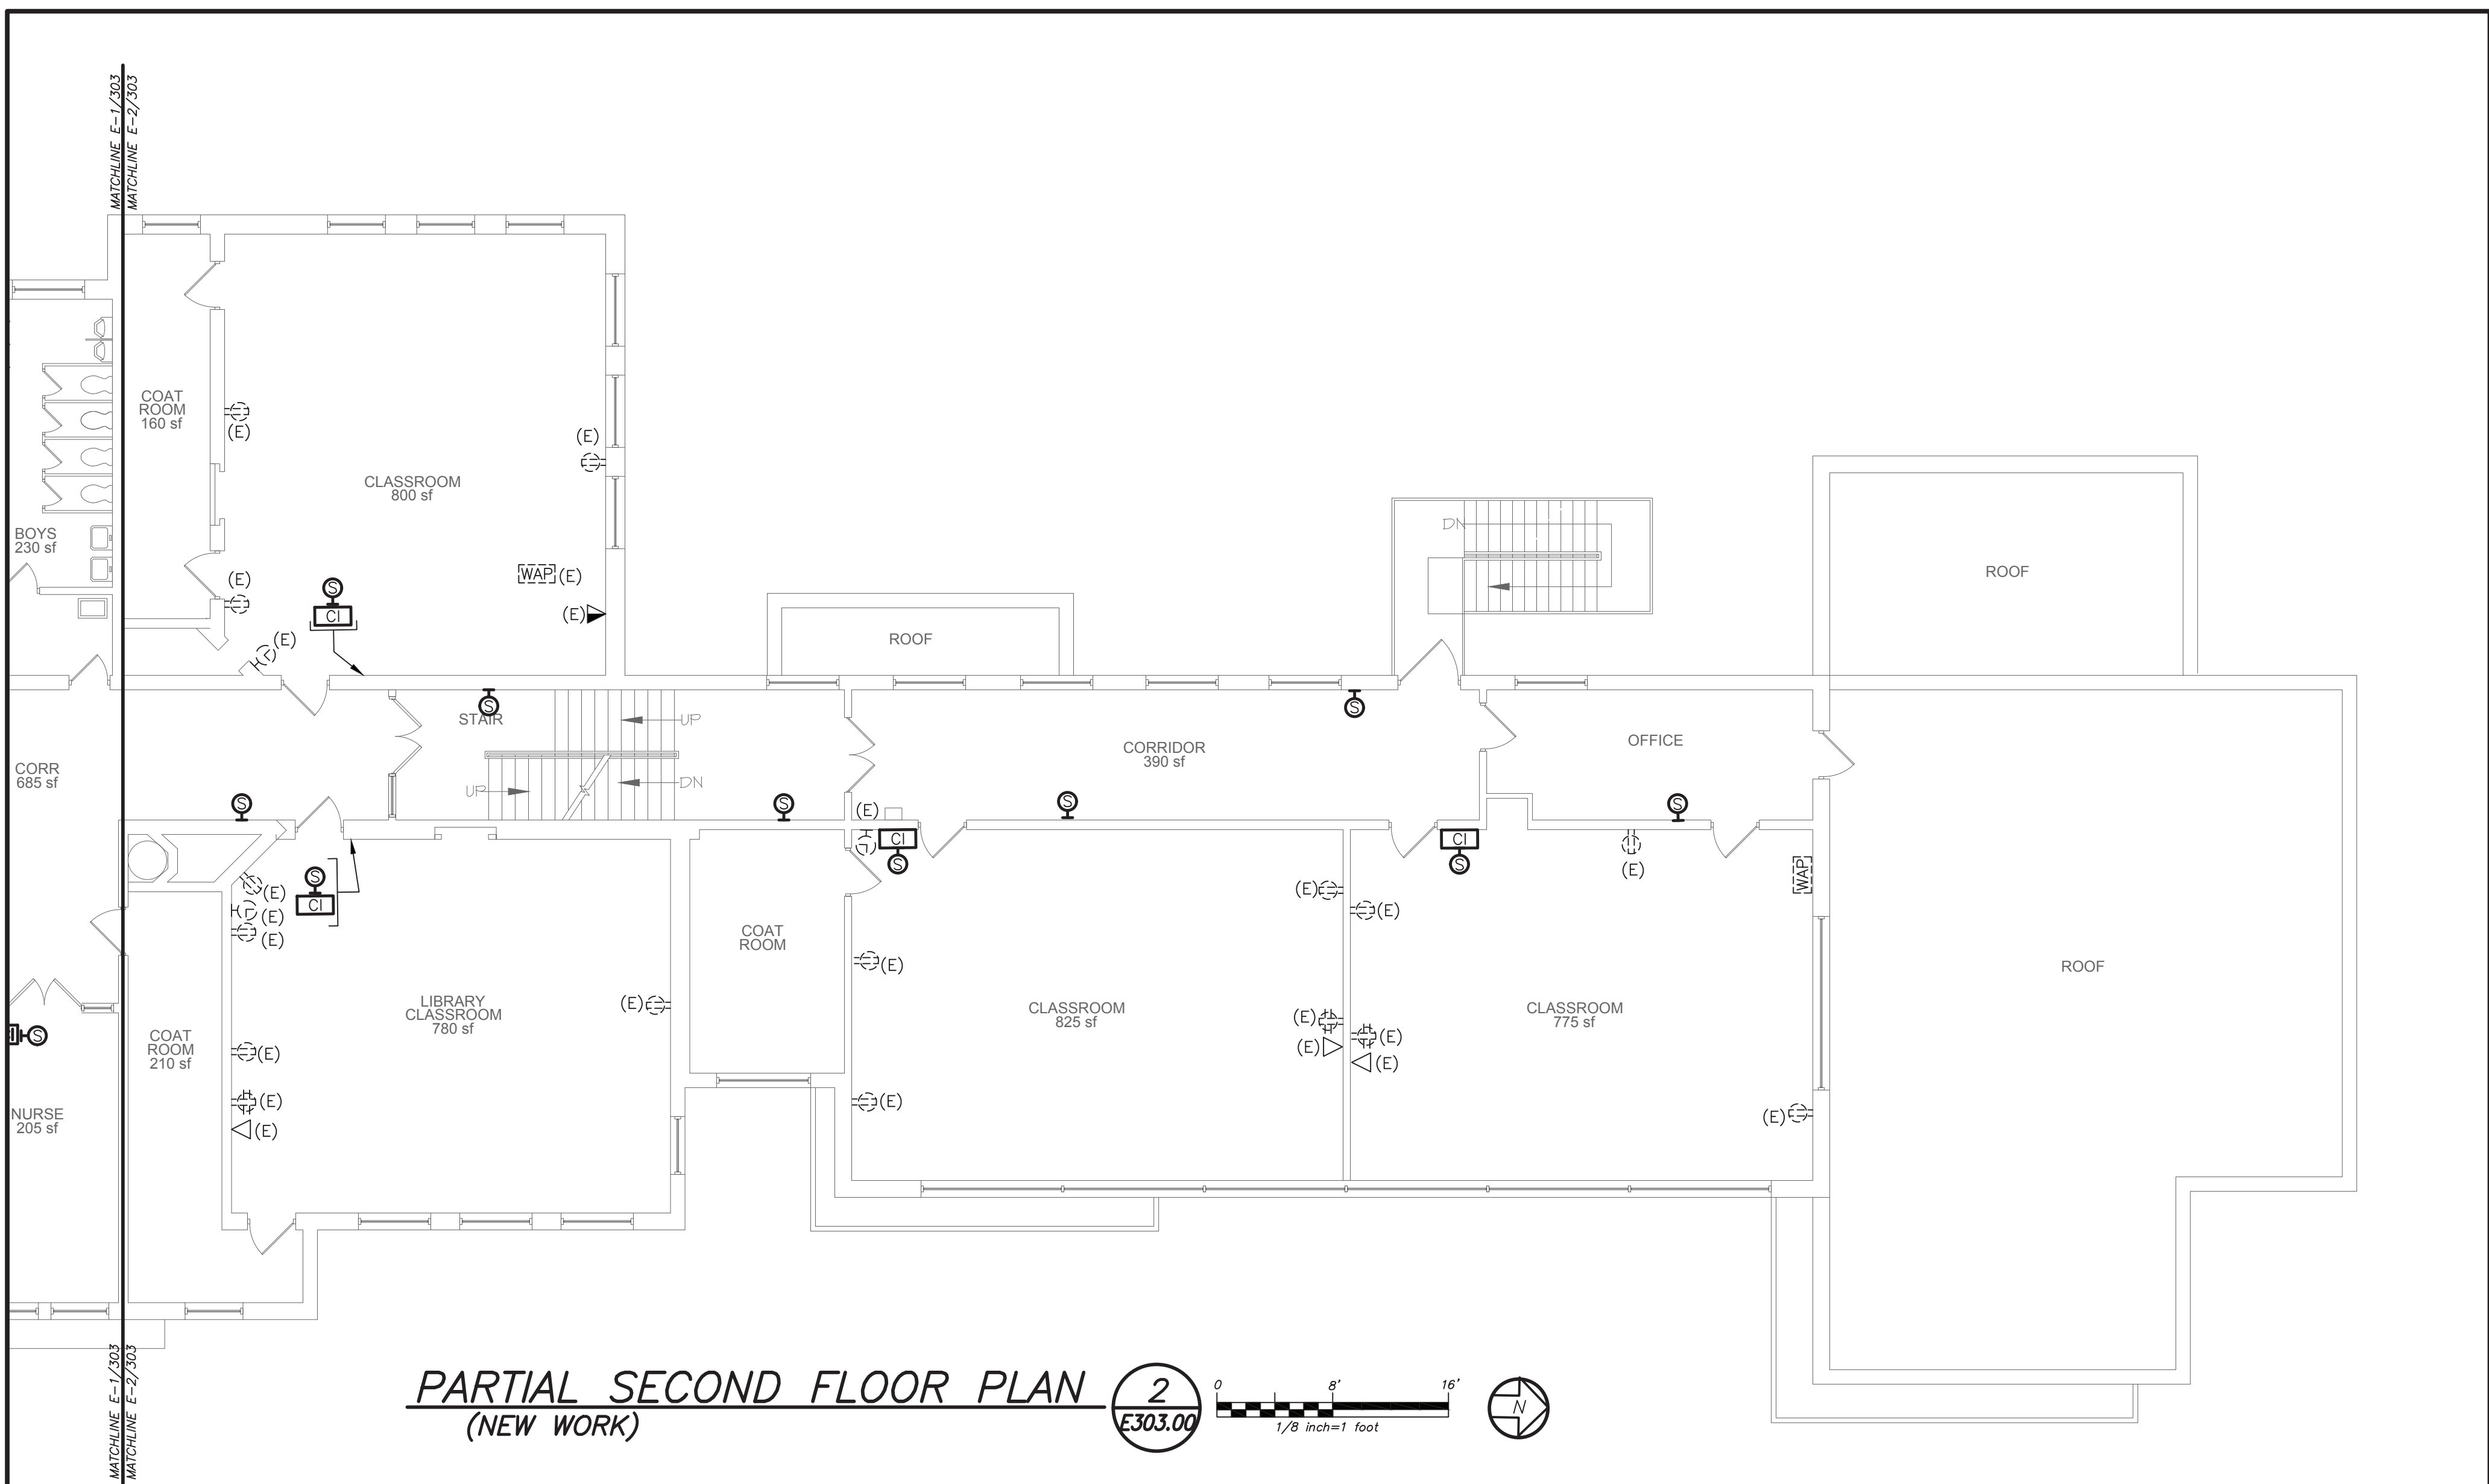 MATCHLINE E-1/303
MATCHLINE E-2/303
COAT
ROOM
160 sf
(E)
(E)
CLASSROOM
800 sf
BOYS
230 sf
(E)
S
CI
WAP (E)
(E)
(E)
DN
ROOF
ROOF
S
STAIR
UP
S
CORRIDOR
390 sf
OFFICE
CORR
685 sf
UP
DN
S
S
(E)
S
S
CI
S
CI
S
(E)
WAP
S
CI
(E)
(E)
(E)
(E)
(E)
COAT
ROOM
(E)
ROOF
LIBRARY
CLASSROOM
780 sf
(E)
CLASSROOM
825 sf
(E)
CLASSROOM
775 sf
S
COAT
ROOM
210 sf
(E)
(E)
(E)
(E)
(E)
NURSE
205 sf
(E)
(E)
(E)
(E)
MATCHLINE E-1/303
MATCHLINE E-2/303
PARTIAL SECOND FLOOR PLAN
(NEW WORK)
2
E303.00
0 8' 16'
1/8 inch=1 foot
N